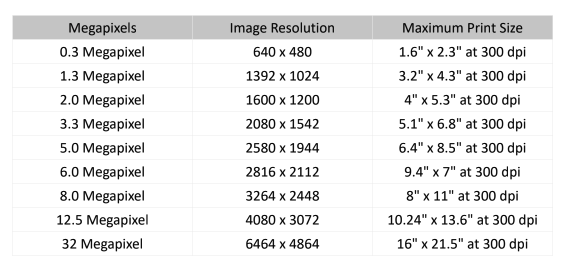 Megapixels Image Resolution Maximum Print Size
0.3 Megapixel 640 x 480 1.6" x 2.3" at 300 dpi
1.3 Megapixel 1392 x 1024 3.2" x 4.3" at 300 dpi
2.0 Megapixel 1600 x 1200 4" x 5.3" at 300 dpi
3.3 Megapixel 2080 x 1542 5.1" x 6.8" at 300 dpi
5.0 Megapixel 2580 x 1944 6.4" x 8.5" at 300 dpi
6.0 Megapixel 2816 x 2112 9.4" x 7" at 300 dpi
8.0 Megapixel 3264 x 2448 8" x 11" at 300 dpi
12.5 Megapixel 4080 x 3072 10.24" x 13.6" at 300 dpi
32 Megapixel 6464 x 4864 16" x 21.5" at 300 dpi